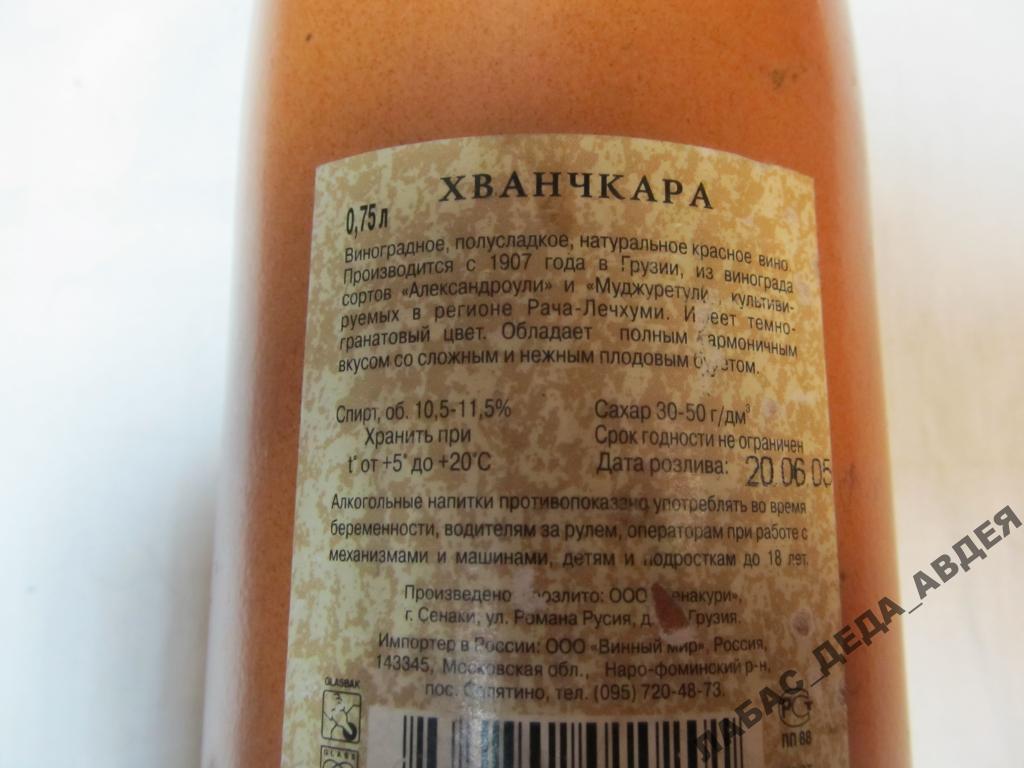 ХВАНЧКАРА
0,75 л
Виноградное, полусладкое, натуральное красное вино.
Производится с 1907 года в Грузии, из винограда
сортов «Александроули» и «Муджуретули», культиви-
руемых в регионе Рача-Лечхуми. Имеет темно-
гранатовый цвет. Обладает полным гармоничным
вкусом со сложным и нежным плодовым букетом.
Спирт, об. 10,5-11,5% Сахар 30-50 г/дм³
Хранить при Срок годности не ограничен
t° от +5° до +20°C Дата розлива: 20.06.05
Алкогольные напитки противопоказано употреблять во время
беременности, водителям за рулем, операторам при работе с
механизмами и машинами, детям и подросткам до 18 лет.
Произведено розлито: ООО
г. Сенаки, ул. Романа Русия, д. Грузия.
Импортер в России: ООО «Винный мир», Россия,
143345, Московская обл., Наро-фоминский р-н,
пос. Селятино, тел. (095) 720-48-73.
GLASBAK
GLASS
РСТ
ПП 88
ЛАБАС_ДЕДА_АВДЕЯ